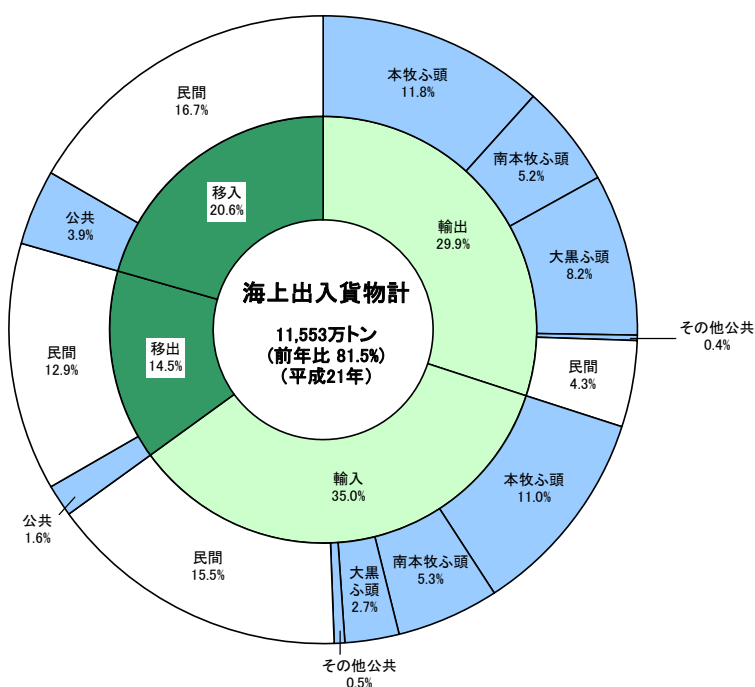 海上出入貨物計
11,553万トン
(前年比 81.5%)
(平成21年)
輸出
29.9%
本牧ふ頭
11.8%
南本牧ふ頭
5.2%
大黒ふ頭
8.2%
その他公共
0.4%
民間
4.3%
輸入
35.0%
本牧ふ頭
11.0%
南本牧ふ頭
5.3%
大黒
ふ頭
2.7%
その他公共
0.5%
民間
15.5%
移出
14.5%
公共
1.6%
民間
12.9%
移入
20.6%
公共
3.9%
民間
16.7%